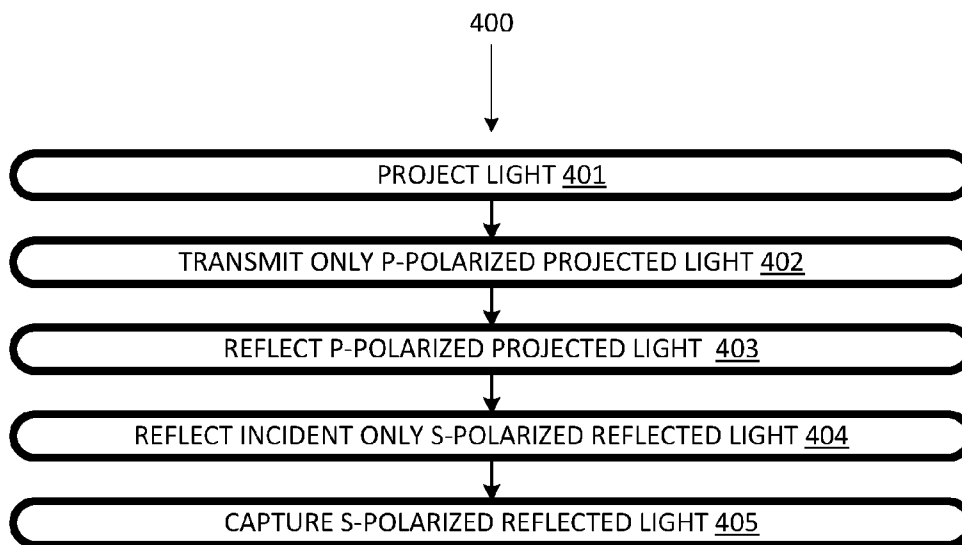 400
PROJECT LIGHT 401
TRANSMIT ONLY P-POLARIZED PROJECTED LIGHT 402
REFLECT P-POLARIZED PROJECTED LIGHT 403
REFLECT INCIDENT ONLY S-POLARIZED REFLECTED LIGHT 404
CAPTURE S-POLARIZED REFLECTED LIGHT 405